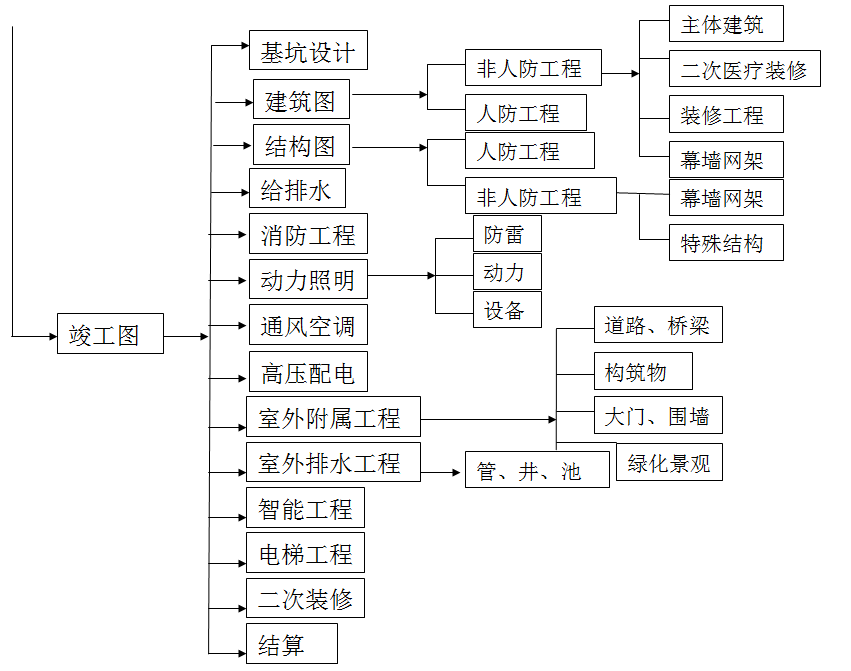 竣工图
基坑设计
建筑图
非人防工程
主体建筑
二次医疗装修
装修工程
幕墙网架
人防工程
结构图
人防工程
非人防工程
幕墙网架
特殊结构
给排水
消防工程
动力照明
防雷
动力
设备
通风空调
高压配电
室外附属工程
道路、桥梁
构筑物
大门、围墙
绿化景观
室外排水工程
管、井、池
智能工程
电梯工程
二次装修
结算